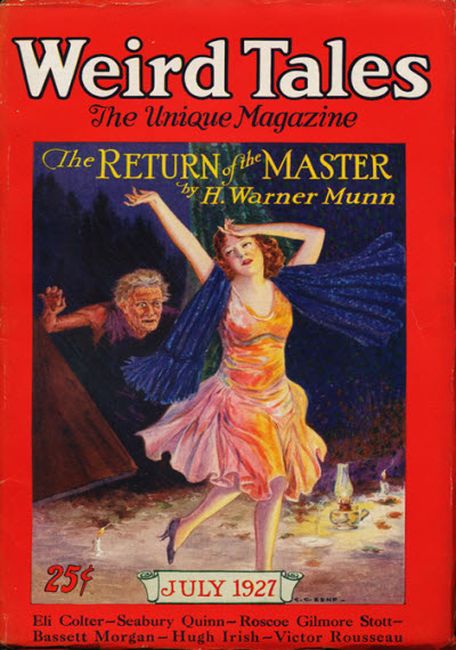 Weird Tales
The Unique Magazine
The RETURN of the MASTER
by H. Warner Munn
25¢
JULY 1927
C. C. SENF
Eli Colter–Seabury Quinn–Roscoe Gilmore Stott–
Bassett Morgan–Hugh Irish–Victor Rousseau